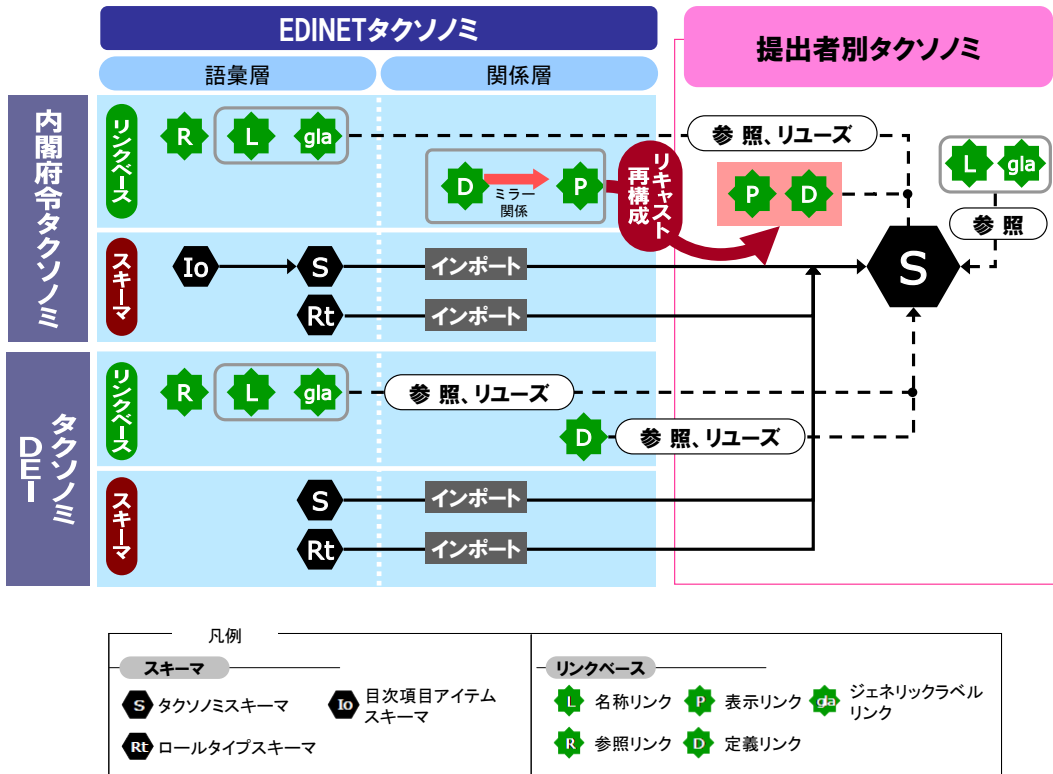 EDINETタクソノミ
提出者別タクソノミ
語彙層
関係層
内閣府令タクソノミ
リンクベース
R
L
gla
参 照、リユーズ
L
gla
D
ミラー
関係
P
リキャスト
再構成
P
D
参 照
スキーマ
Io
S
インポート
S
Rt
インポート
DEI
タクソノミ
リンクベース
R
L
gla
参 照、リユーズ
D
参 照、リユーズ
スキーマ
S
インポート
Rt
インポート
凡例
スキーマ
S タクソノミスキーマ
Io 目次項目アイテム
スキーマ
Rt ロールタイプスキーマ
リンクベース
L 名称リンク
P 表示リンク
gla ジェネリックラベル
リンク
R 参照リンク
D 定義リンク